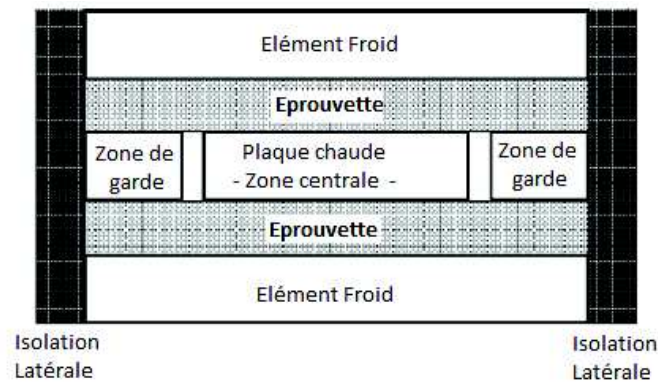 Elément Froid
Eprouvette
Zone de
garde
Plaque chaude
- Zone centrale -
Zone de
garde
Eprouvette
Elément Froid
Isolation
Latérale
Isolation
Latérale